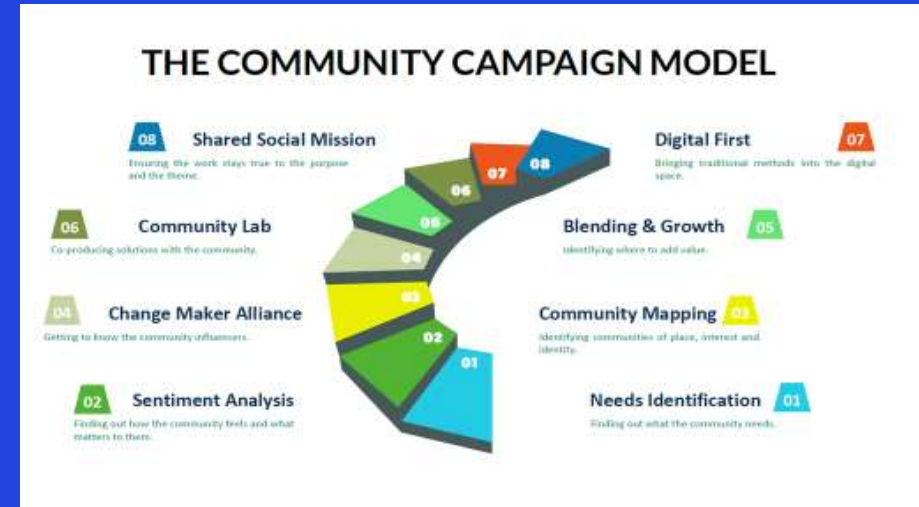 THE COMMUNITY CAMPAIGN MODEL
08 Shared Social Mission
Ensuring the work stays true to the purpose
and the theme.
Digital First 07
Bringing traditional methods into the digital
space.
06 Community Lab
Co-producing solutions with the community.
Blending & Growth 05
Identifying where to add value.
04 Change Maker Alliance
Getting to know the community influencers.
Community Mapping 03
Identifying communities of place, interest and
identity.
02 Sentiment Analysis
Finding out how the community feels and what
matters to them.
Needs Identification 01
Finding out what the community needs.
08
07
06
05
04
03
02
01